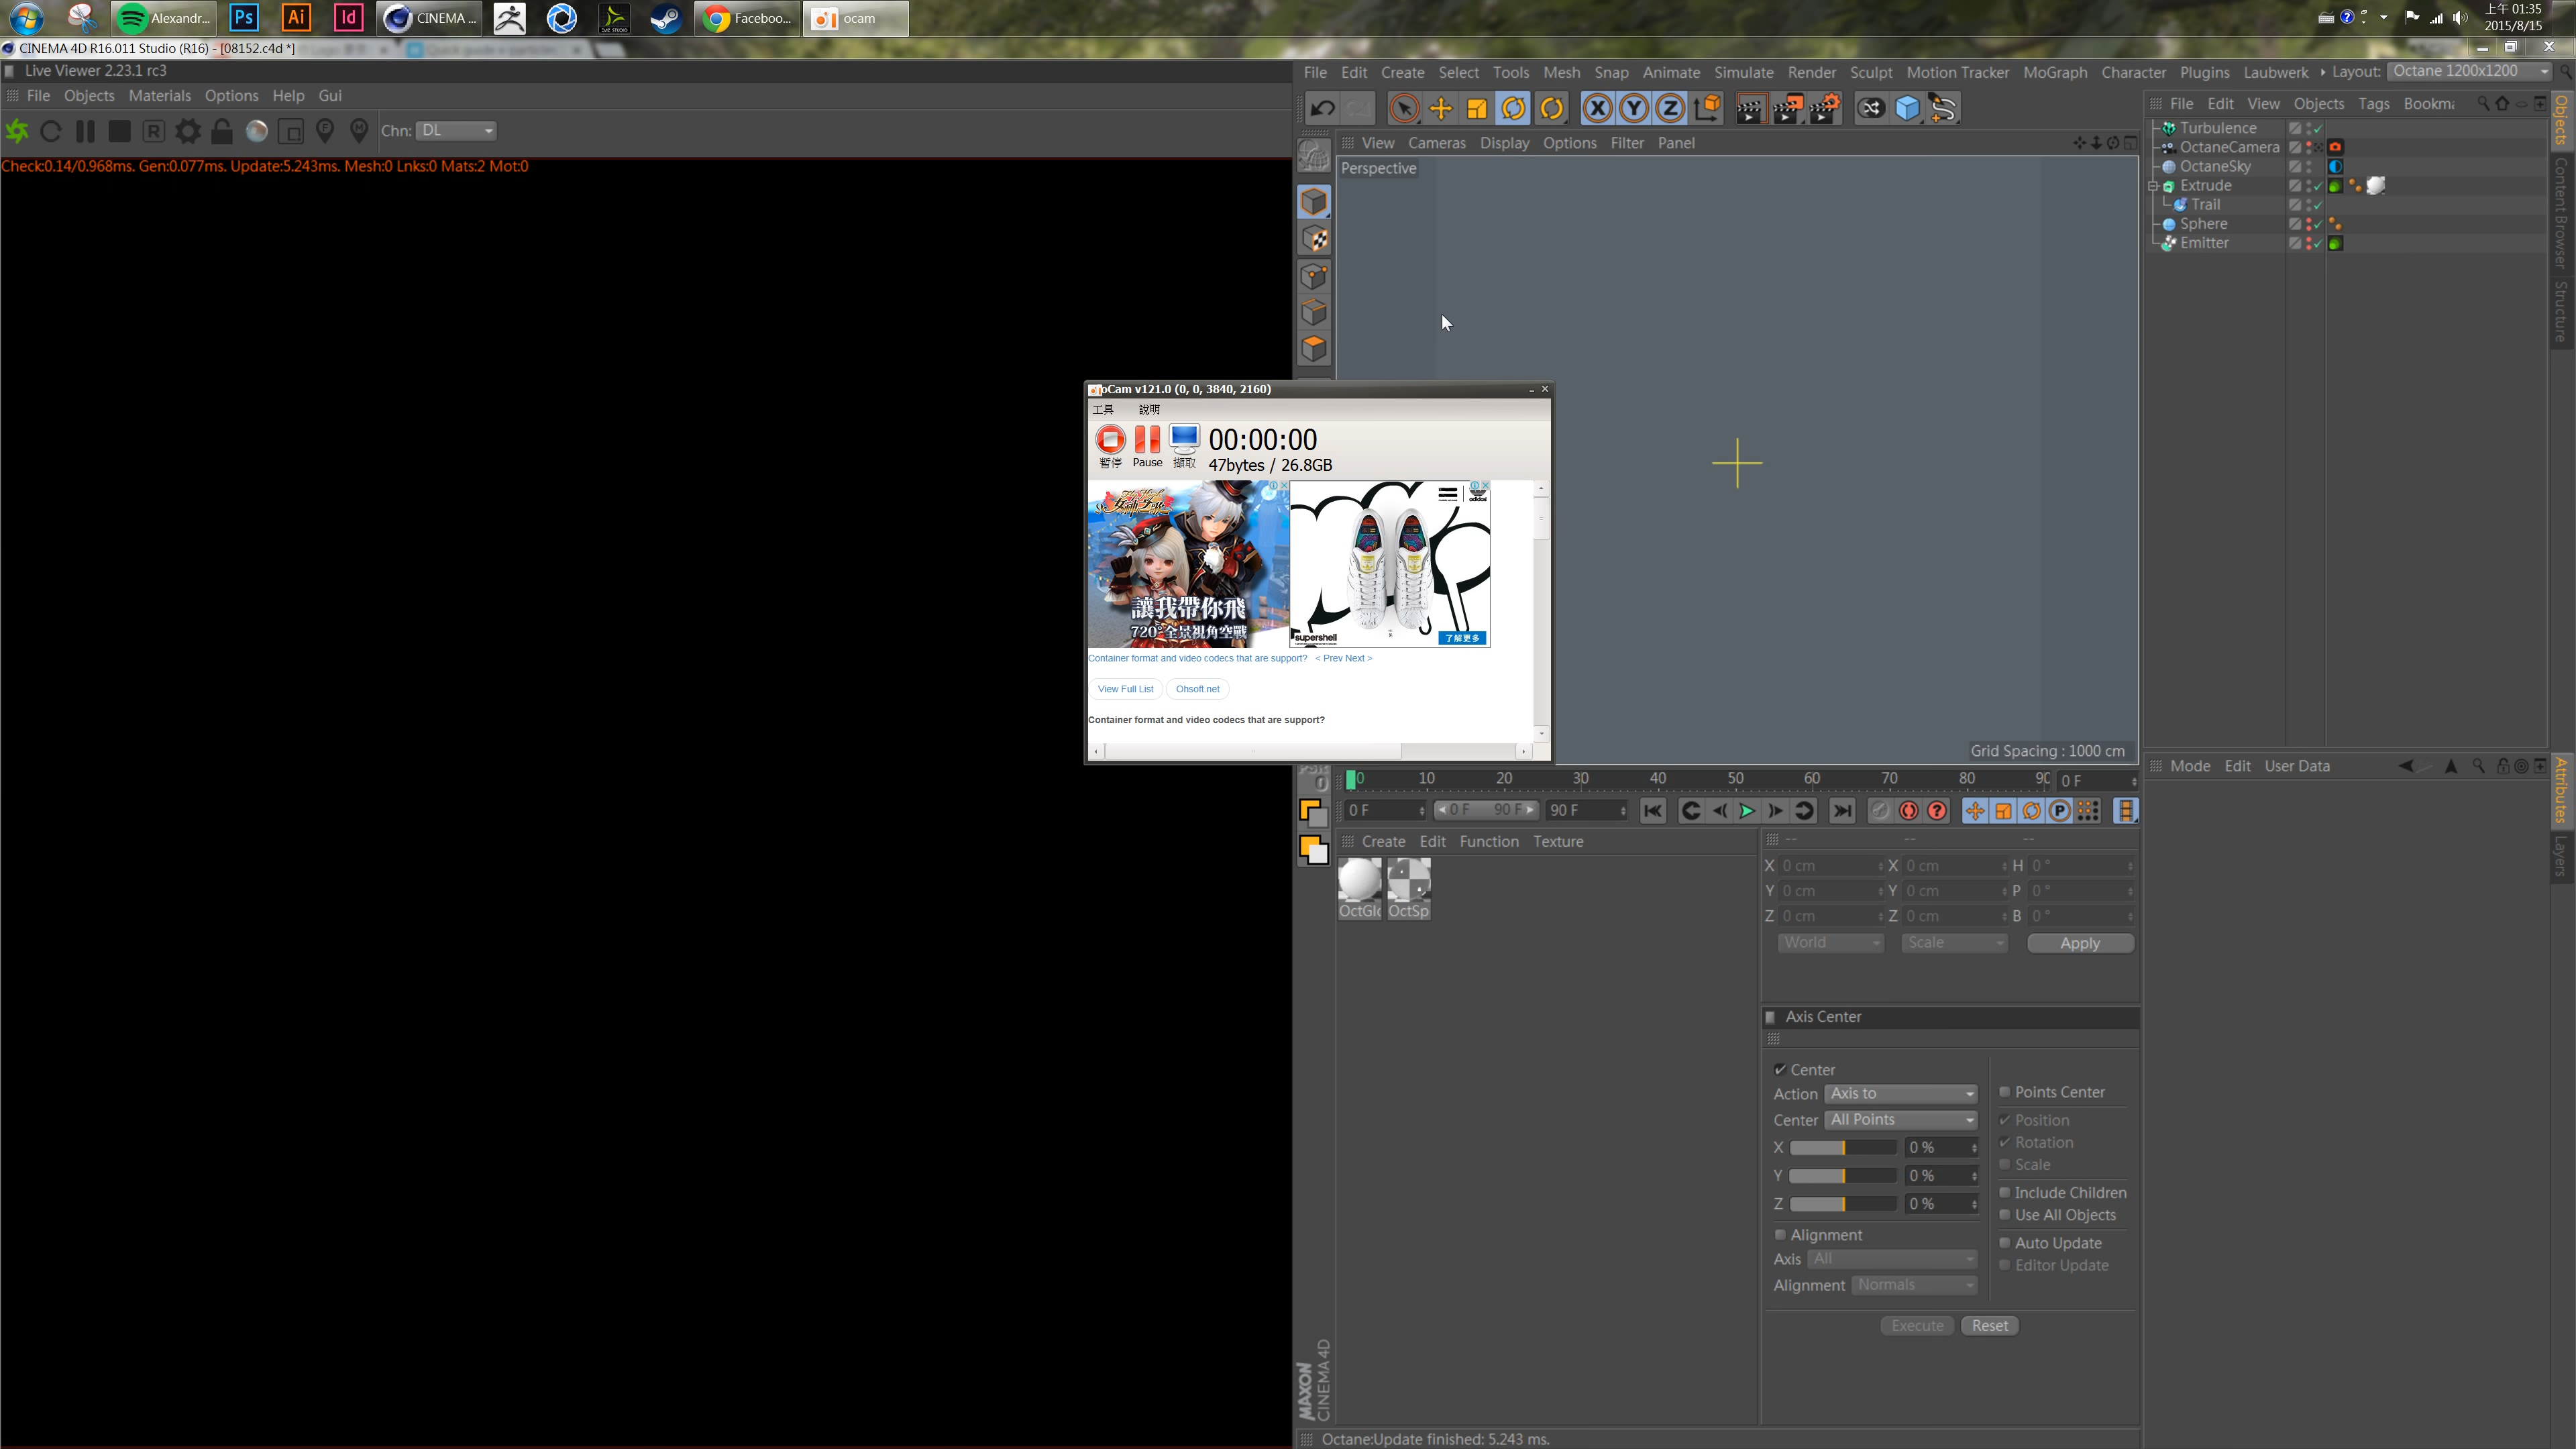 Alexandr...
Ps
Ai
Id
CINEMA ...
Faceboo...
ocam
上午 01:35
2015/8/15
CINEMA 4D R16.011 Studio (R16) - [08152.c4d *]
Live Viewer 2.23.1 rc3
File Objects Materials Options Help Gui
Chn: DL
Check:0.14/0.968ms. Gen:0.077ms. Update:5.243ms. Mesh:0 Lnks:0 Mats:2 Mot:0
File Edit Create Select Tools Mesh Snap Animate Simulate Render Sculpt Motion Tracker MoGraph Character Plugins Laubwerk Layout: Octane 1200x1200
View Cameras Display Options Filter Panel
Perspective
File Edit View Objects Tags Bookma
Turbulence
OctaneCamera
OctaneSky
Extrude
Trail
Sphere
Emitter
Objects
Content Browser
Structure
oCam v121.0 (0, 0, 3840, 2160)
工具 說明
00:00:00
暫停 Pause 擷取 47bytes / 26.8GB
讓我帶你飛
720°全景視角空戰
adidas
supershell
了解更多
Container format and video codecs that are support? < Prev Next >
View Full List Ohsoft.net
Container format and video codecs that are support?
Grid Spacing : 1000 cm
0 10 20 30 40 50 60 70 80 90 0 F
0 F 0 F 90 F 90 F
Create Edit Function Texture
OctGlo OctSp
-- -- --
X 0 cm X 0 cm H 0 °
Y 0 cm Y 0 cm P 0 °
Z 0 cm Z 0 cm B 0 °
World Scale Apply
Axis Center
Center
Action Axis to
Center All Points
X 0 %
Y 0 %
Z 0 %
Alignment
Axis All
Alignment Normals
Points Center
Position
Rotation
Scale
Include Children
Use All Objects
Auto Update
Editor Update
Execute Reset
Mode Edit User Data
Attributes
Layers
MAXON
CINEMA 4D
Octane:Update finished: 5.243 ms.